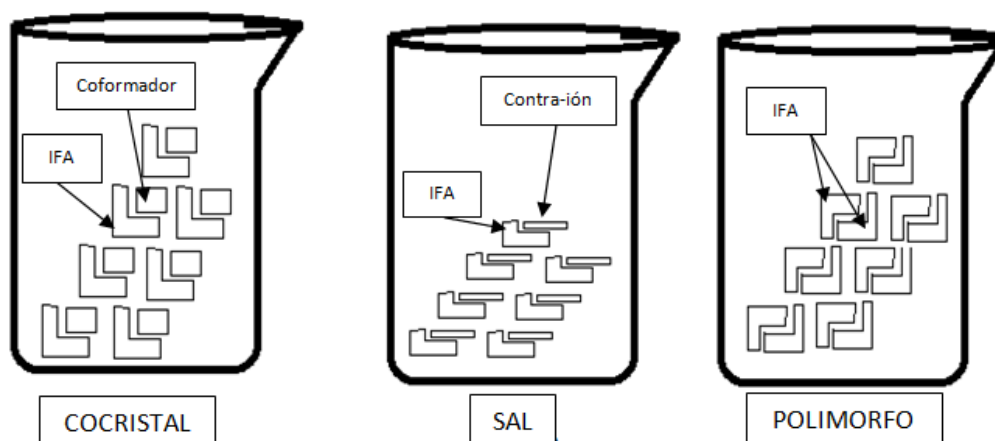 Coformador
IFA
COCRISTAL
Contra-ión
IFA
SAL
IFA
POLIMORFO